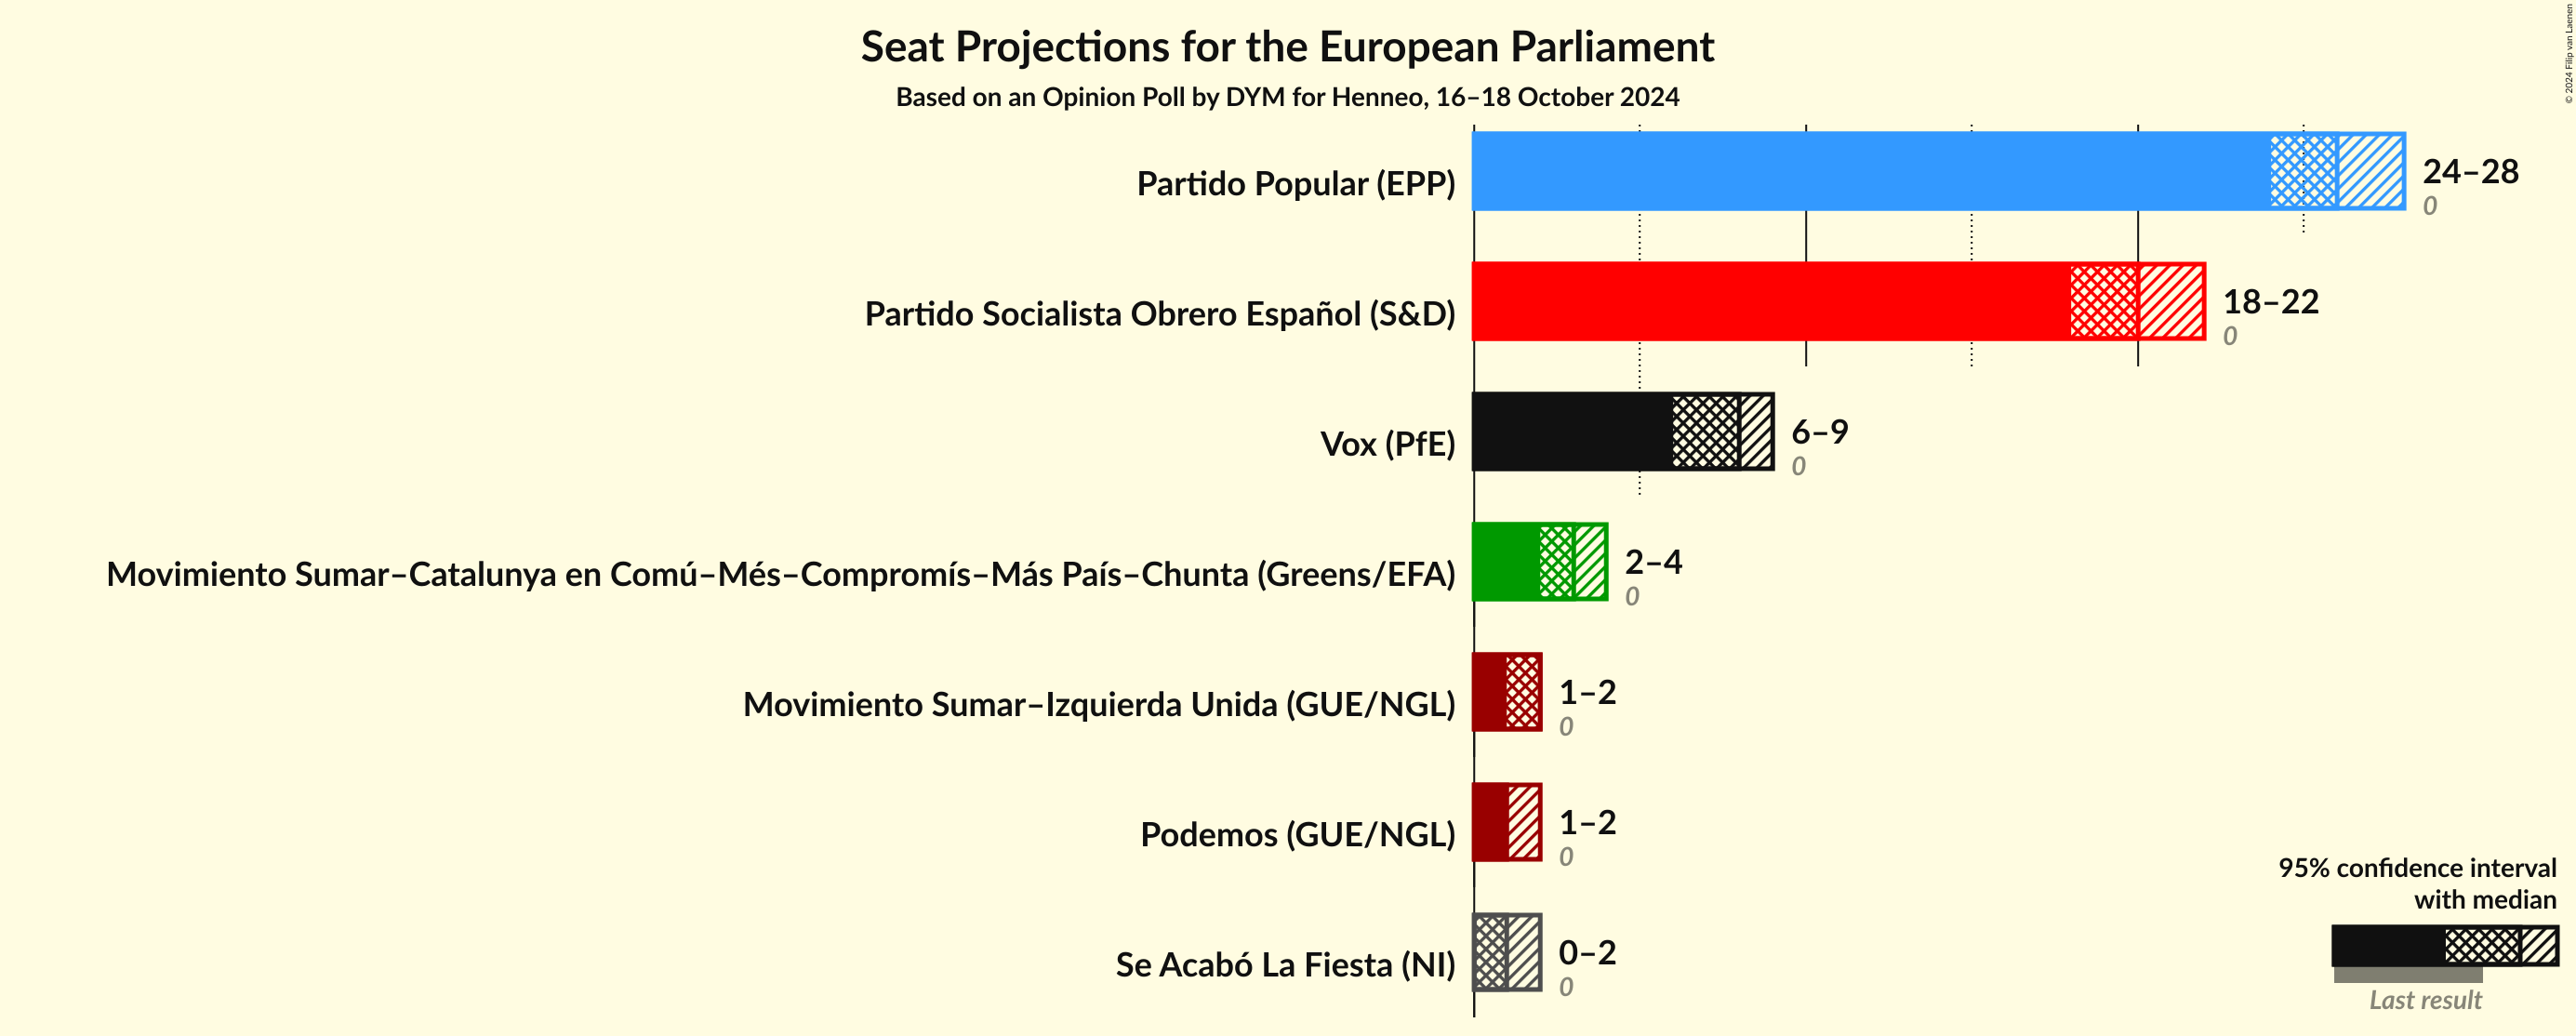 Seat Projections for the European Parliament
Based on an Opinion Poll by DYM for Henneo, 16–18 October 2024
© 2024 Filip van Laenen
Partido Popular (EPP)
24–28
0
Partido Socialista Obrero Español (S&D)
18–22
0
Vox (PfE)
6–9
0
Movimiento Sumar–Catalunya en Comú–Més–Compromís–Más País–Chunta (Greens/EFA)
2–4
0
Movimiento Sumar–Izquierda Unida (GUE/NGL)
1–2
0
Podemos (GUE/NGL)
1–2
0
Se Acabó La Fiesta (NI)
0–2
0
95% confidence interval
with median
Last result